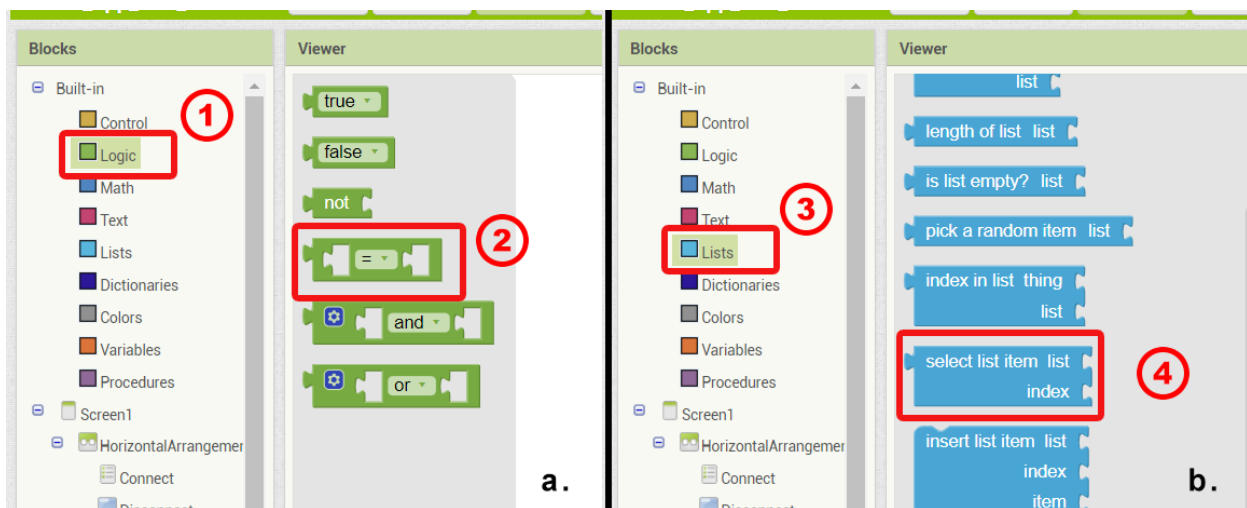 Blocks
Viewer
Built-in
Control
1
Logic
Math
Text
Lists
Dictionaries
Colors
Variables
Procedures
Screen1
HorizontalArrangemer
Connect
true
false
not
=
2
and
or
a.
Blocks
Viewer
Built-in
Control
Logic
Math
Text
3
Lists
Dictionaries
Colors
Variables
Procedures
Screen1
HorizontalArrangemer
Connect
list
length of list list
is list empty? list
pick a random item list
index in list thing
list
select list item list
index
4
insert list item list
index
item
b.